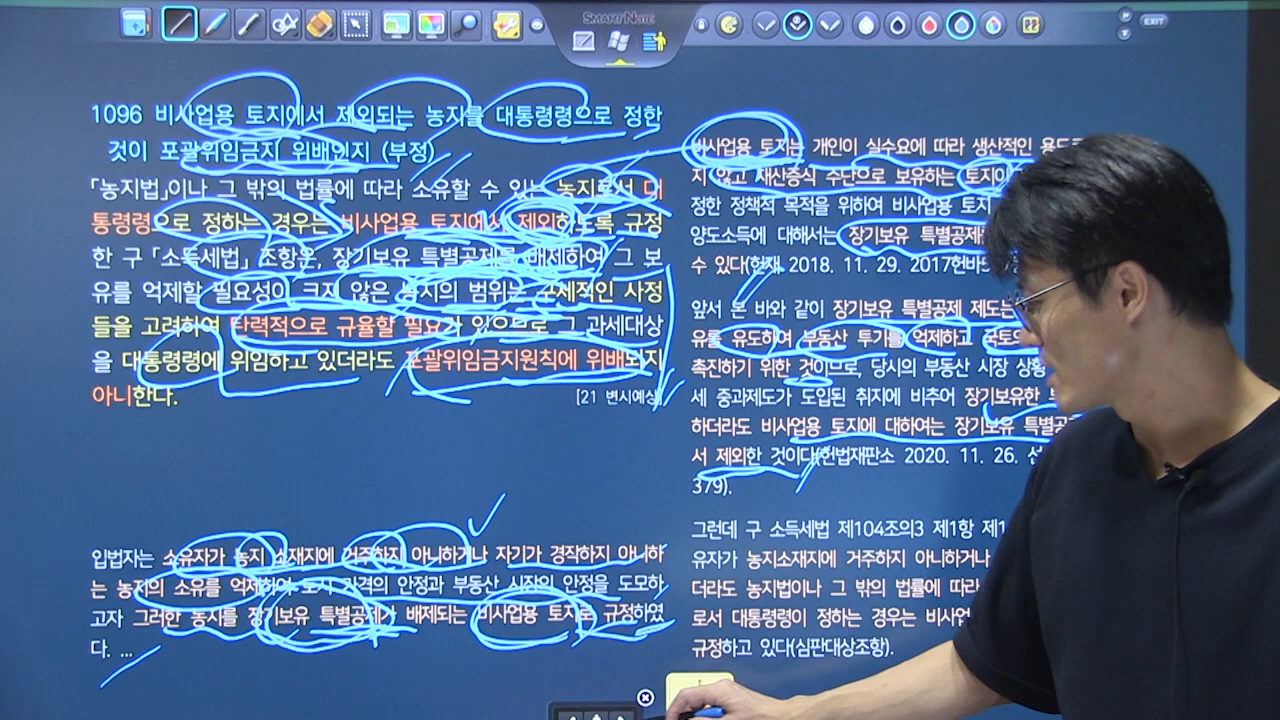 SMART NOTE
EXIT
1096 비사업용 토지에서 제외되는 농지를 대통령령으로 정한
것이 포괄위임금지 위배인지 (부정)
「농지법」이나 그 밖의 법률에 따라 소유할 수 있는 농지로서 대
통령령으로 정하는 경우는 비사업용 토지에서 제외하도록 규정
한 구 「소득세법」 조항은, 장기보유 특별공제를 배제하여 그 보
유를 억제할 필요성이 크지 않은 농지의 범위는 구체적인 사정
들을 고려하여 탄력적으로 규율할 필요가 있으므로 그 과세대상
을 대통령령에 위임하고 있더라도 포괄위임금지원칙에 위배되지
아니한다.
[21 변시예상]
입법자는 소유자가 농지 소재지에 거주하지 아니하거나 자기가 경작하지 아니하
는 농지의 소유를 억제하여 토지 가격의 안정과 부동산 시장의 안정을 도모하
고자 그러한 농지를 장기보유 특별공제가 배제되는 비사업용 토지로 규정하였
다. ...
비사업용 토지는 개인이 실수요에 따라 생산적인 용도로
지 않고 재산증식 수단으로 보유하는 토지이
정한 정책적 목적을 위하여 비사업용 토지
양도소득에 대해서는 장기보유 특별공제를
수 있다(헌재 2018. 11. 29. 2017헌바
앞서 본 바와 같이 장기보유 특별공제 제도는
유를 유도하여 부동산 투기를 억제하고 국토의
촉진하기 위한 것이므로, 당시의 부동산 시장 상황
세 중과제도가 도입된 취지에 비추어 장기보유한
하더라도 비사업용 토지에 대하여는 장기보유 특별공
서 제외한 것이다(헌법재판소 2020. 11. 26. 선
379).
그런데 구 소득세법 제104조의3 제1항 제1
유자가 농지소재지에 거주하지 아니하거나
더라도 농지법이나 그 밖의 법률에 따라
로서 대통령령이 정하는 경우는 비사업
규정하고 있다(심판대상조항).